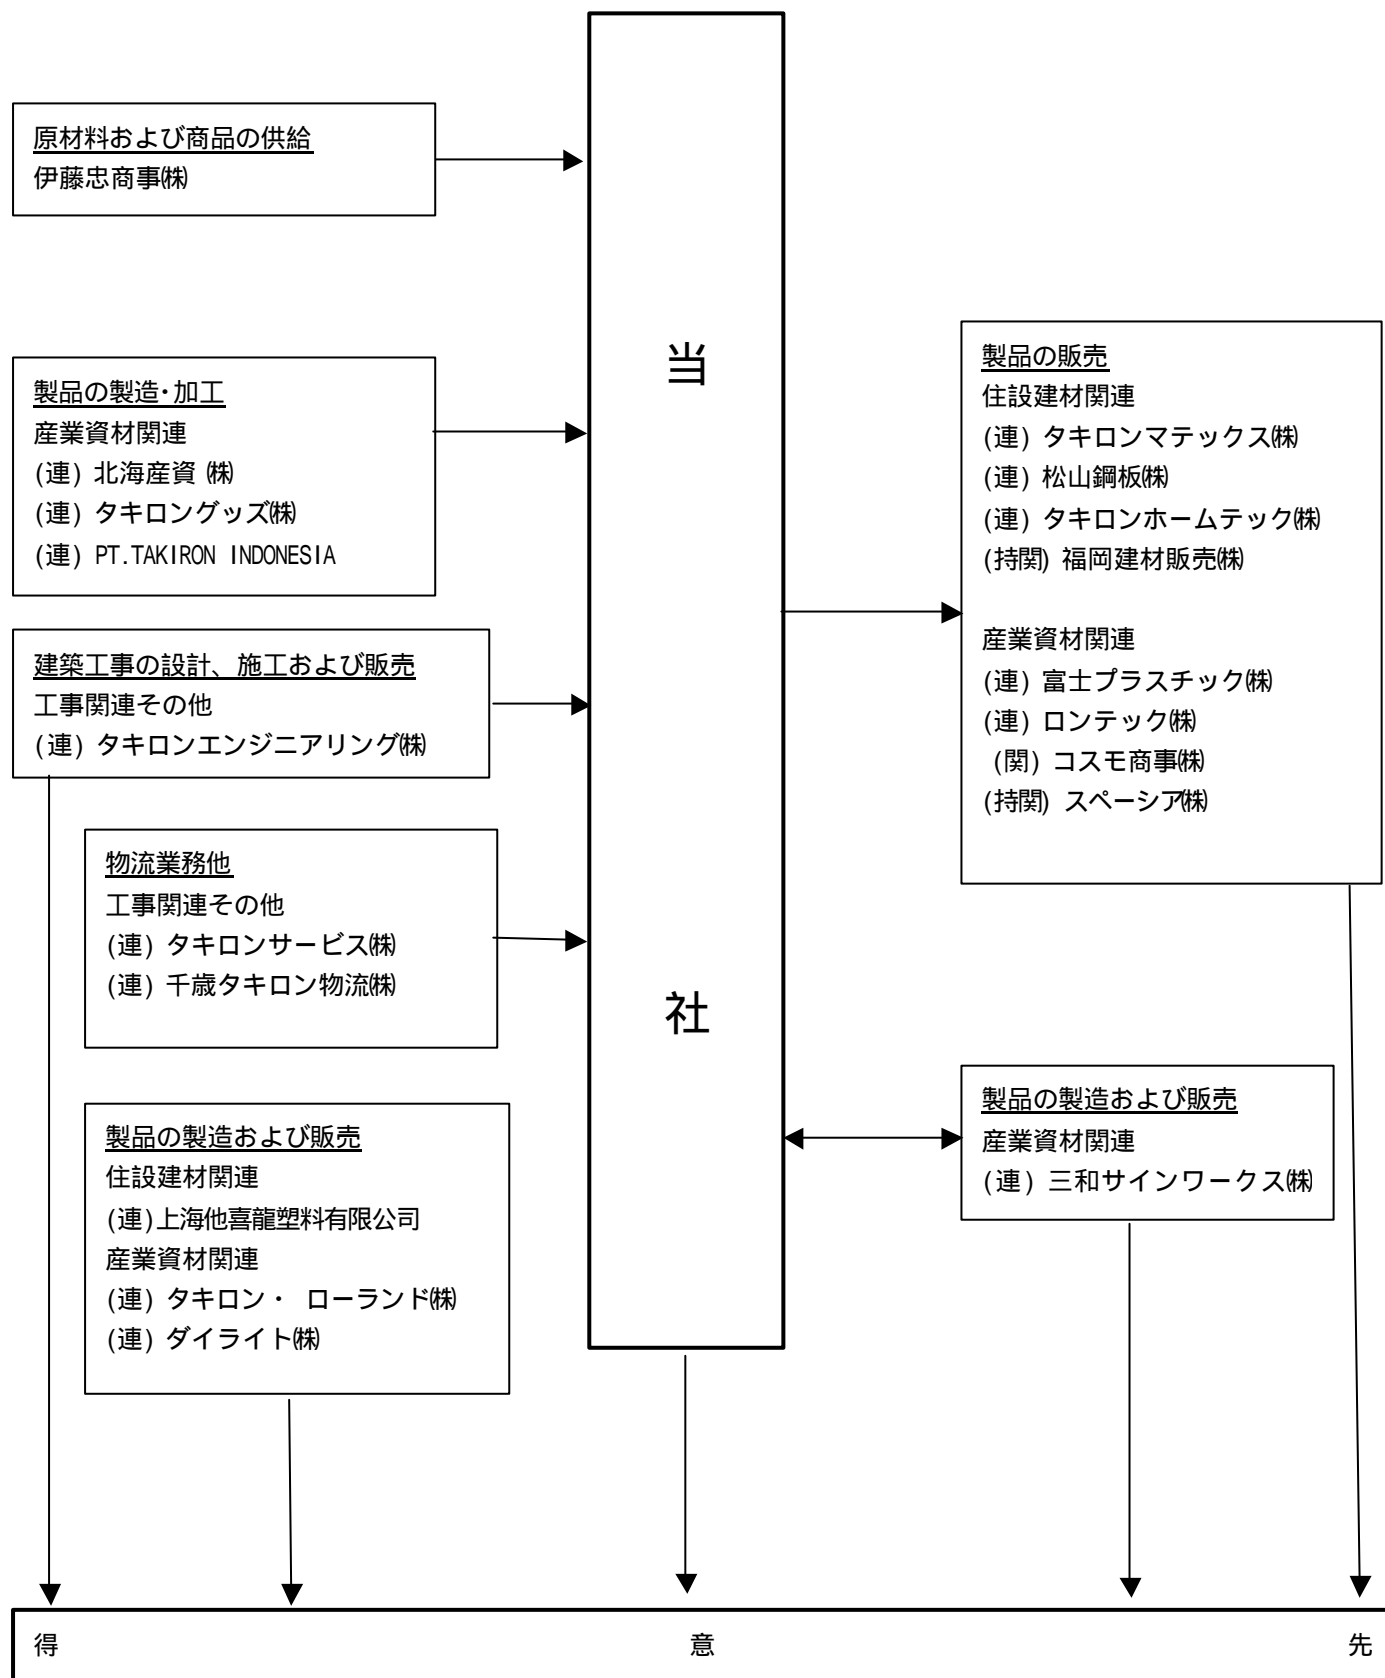 原材料および商品の供給
伊藤忠商事㈱
製品の製造・加工
産業資材関連
(連) 北海産資 ㈱
(連) タキロングッズ㈱
(連) PT.TAKIRON INDONESIA
建築工事の設計、施工および販売
工事関連その他
(連) タキロンエンジニアリング㈱
物流業務他
工事関連その他
(連) タキロンサービス㈱
(連) 千歳タキロン物流㈱
製品の製造および販売
住設建材関連
(連)上海他喜龍塑料有限公司
産業資材関連
(連) タキロン・ ローランド㈱
(連) ダイライト㈱
当
社
製品の販売
住設建材関連
(連) タキロンマテックス㈱
(連) 松山鋼板㈱
(連) タキロンホームテック㈱
(持関) 福岡建材販売㈱
産業資材関連
(連) 富士プラスチック㈱
(連) ロンテック㈱
(関) コスモ商事㈱
(持関) スペーシア㈱
製品の製造および販売
産業資材関連
(連) 三和サインワークス㈱
得 意 先